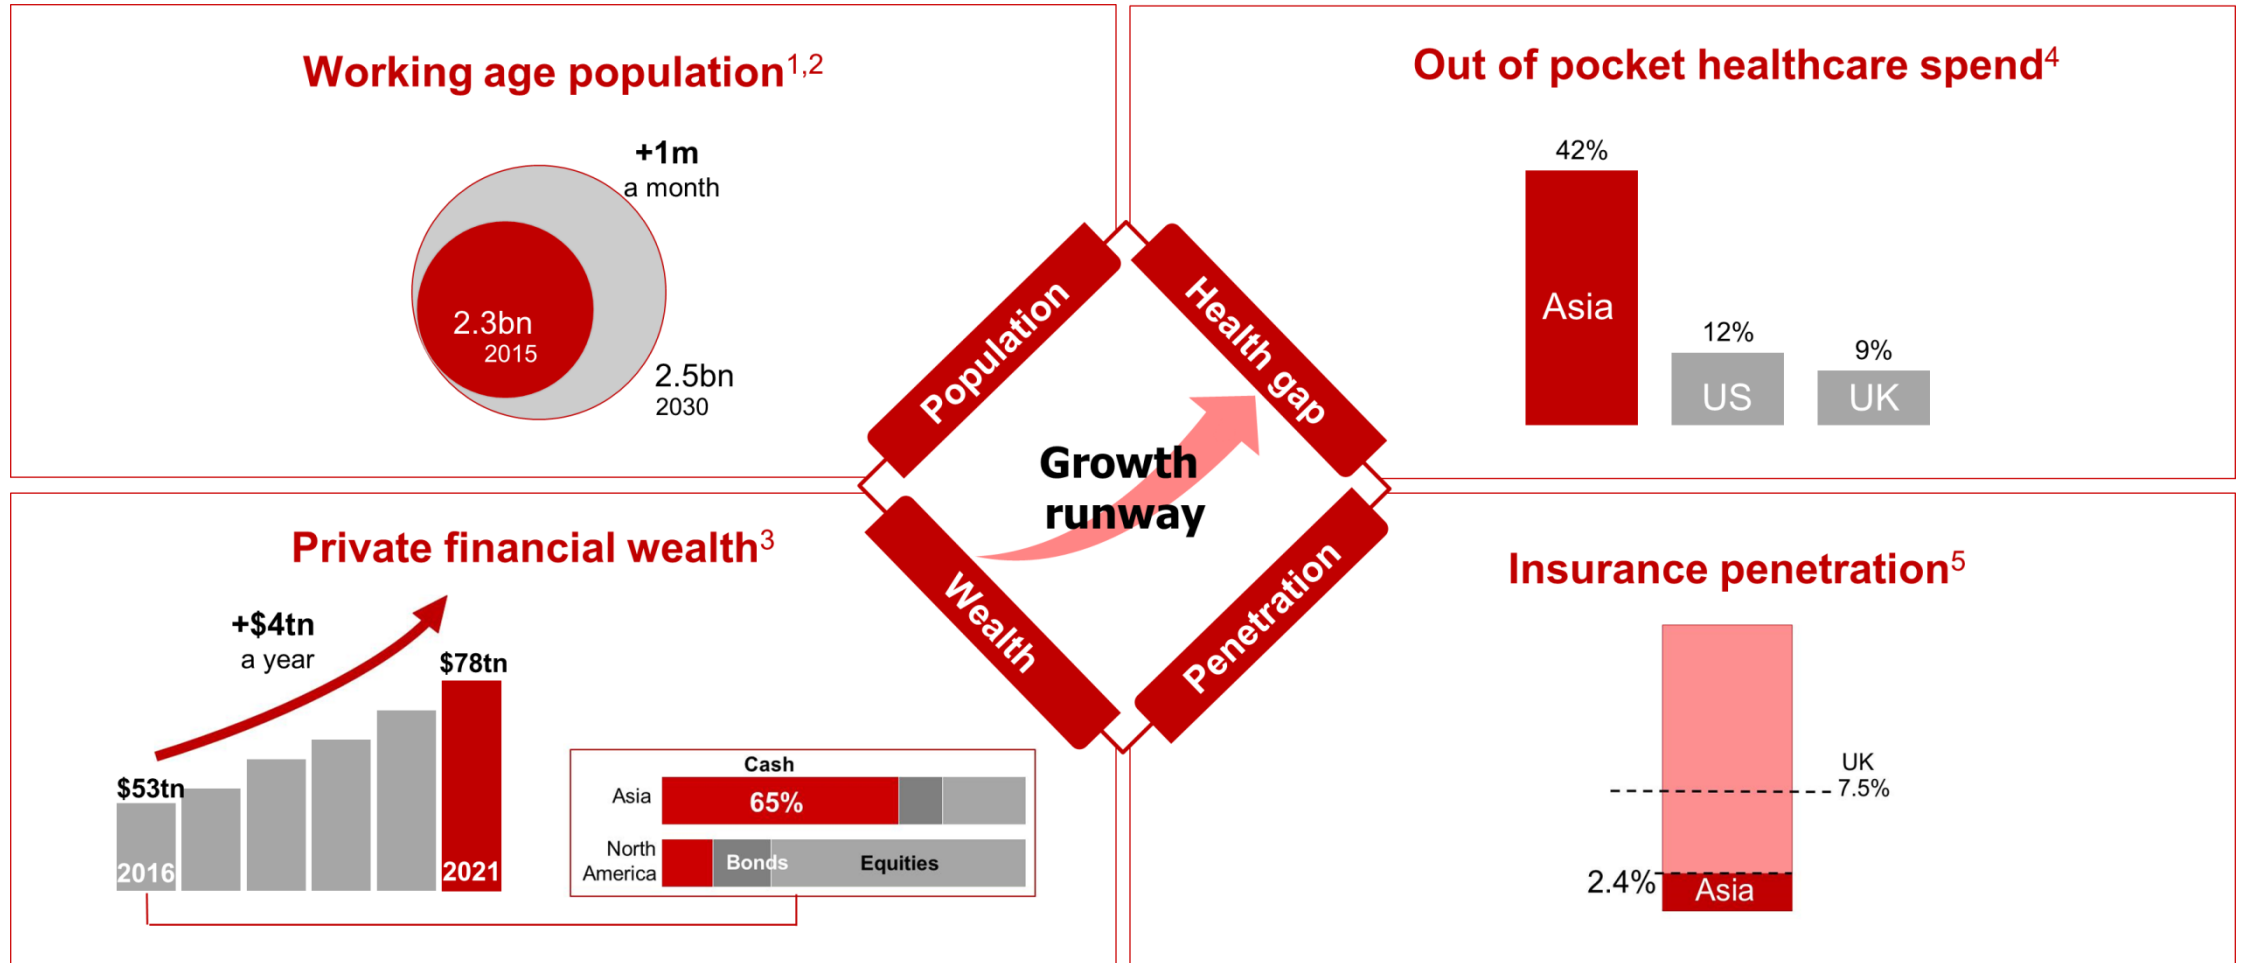 Working age population1,2
+1m
a month
2.3bn
2015
2.5bn
2030
Out of pocket healthcare spend4
42%
Asia
12%
US
9%
UK
Population
Health gap
Growth
runway
Wealth
Penetration
Private financial wealth3
+$4tn
a year
$53tn
2016
$78tn
2021
Cash
Asia
65%
North
America
Bonds
Equities
Insurance penetration5
UK
7.5%
2.4%
Asia